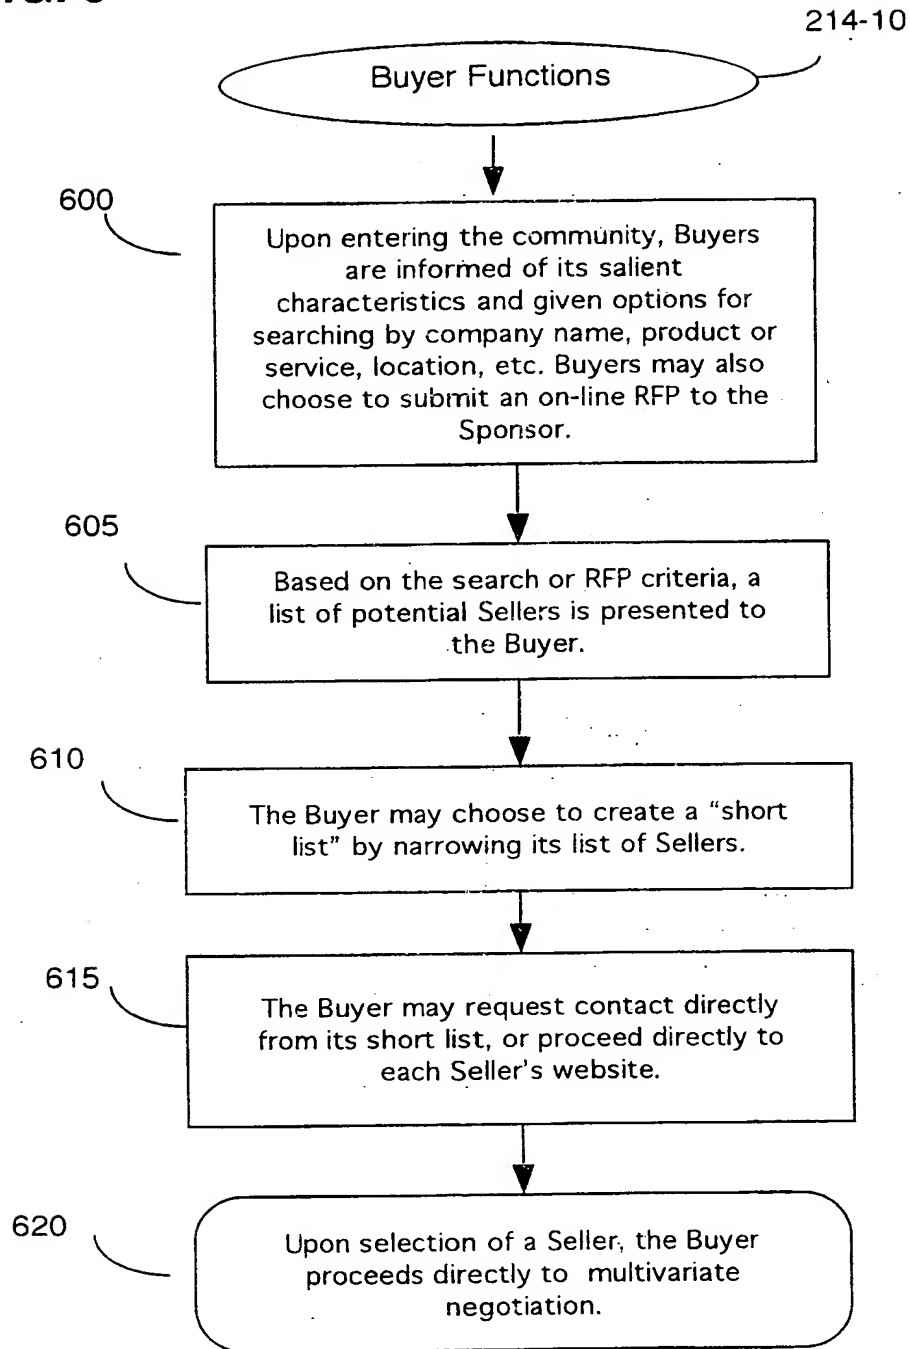 214-10
Buyer Functions
600
Upon entering the community, Buyers
are informed of its salient
characteristics and given options for
searching by company name, product or
service, location, etc. Buyers may also
choose to submit an on-line RFP to the
Sponsor.
605
Based on the search or RFP criteria, a
list of potential Sellers is presented to
the Buyer.
610
The Buyer may choose to create a “short
list” by narrowing its list of Sellers.
615
The Buyer may request contact directly
from its short list, or proceed directly to
each Seller's website.
620
Upon selection of a Seller, the Buyer
proceeds directly to multivariate
negotiation.